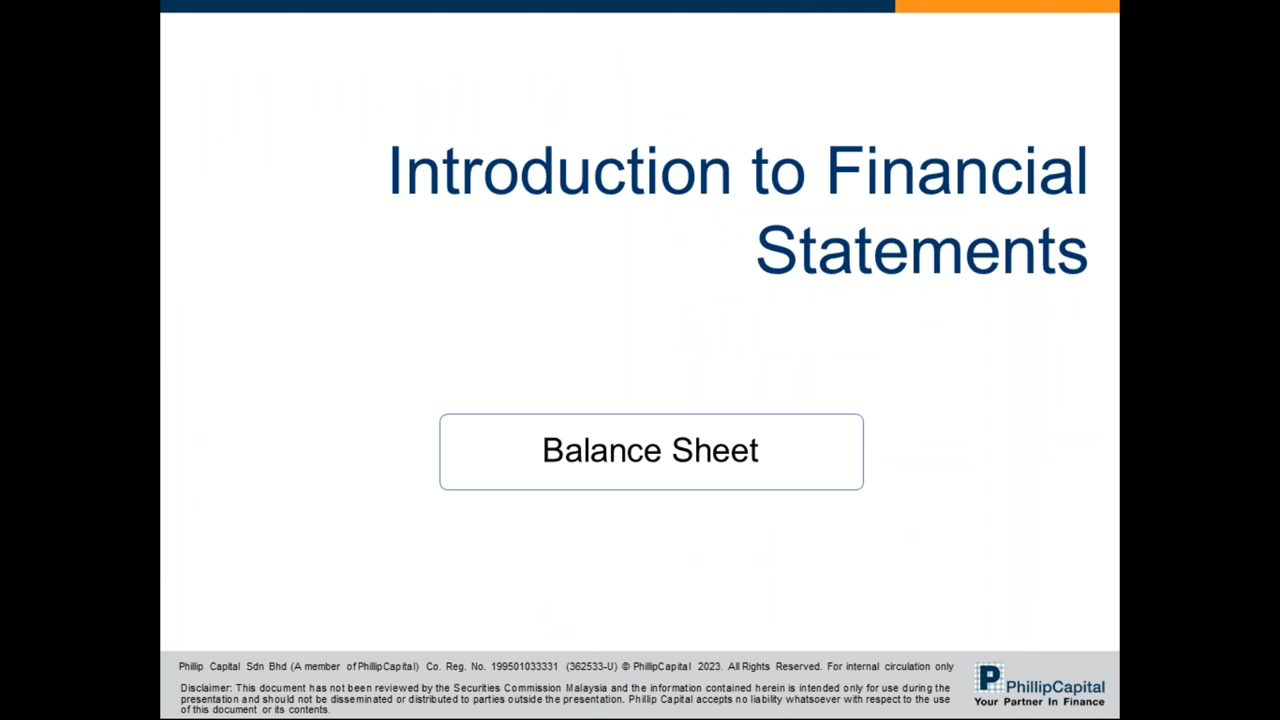 Introduction to Financial
Statements
Balance Sheet
Phillip Capital Sdn Bhd (A member of PhillipCapital) Co. Reg. No. 199501033331 (362533-U) © PhillipCapital 2023. All Rights Reserved. For internal circulation only
Disclaimer: This document has not been reviewed by the Securities Commission Malaysia and the information contained herein is intended only for use during the
presentation and should not be disseminated or distributed to parties outside the presentation. Phillip Capital accepts no liability whatsoever with respect to the use
of this document or its contents.
PhillipCapital
Your Partner In Finance